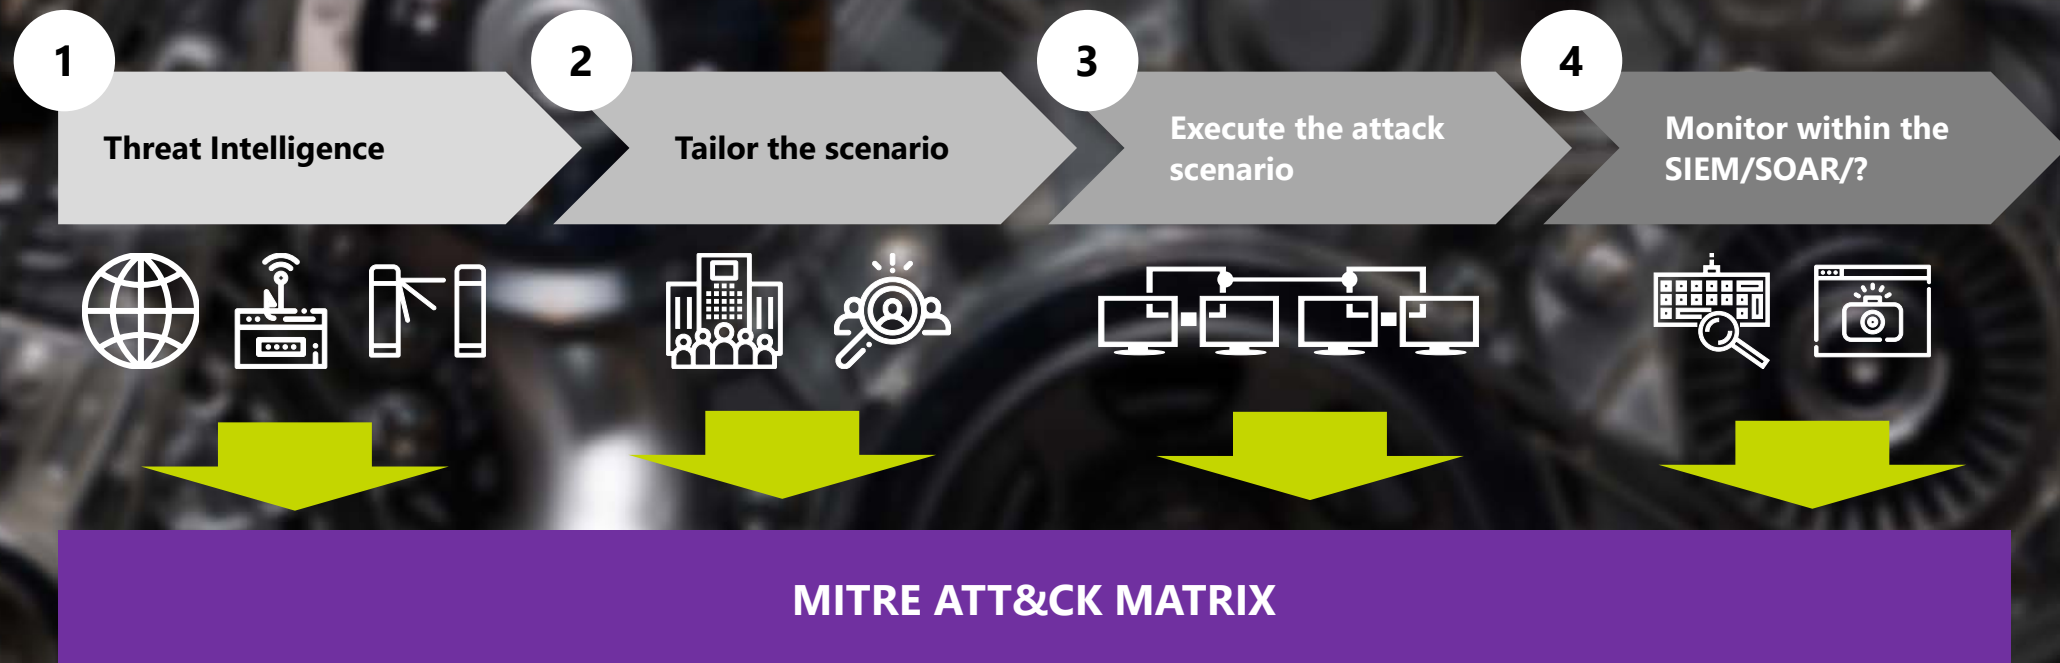 1
Threat Intelligence
2
Tailor the scenario
3
Execute the attack
scenario
4
Monitor within the
SIEM/SOAR/?
MITRE ATT&CK MATRIX